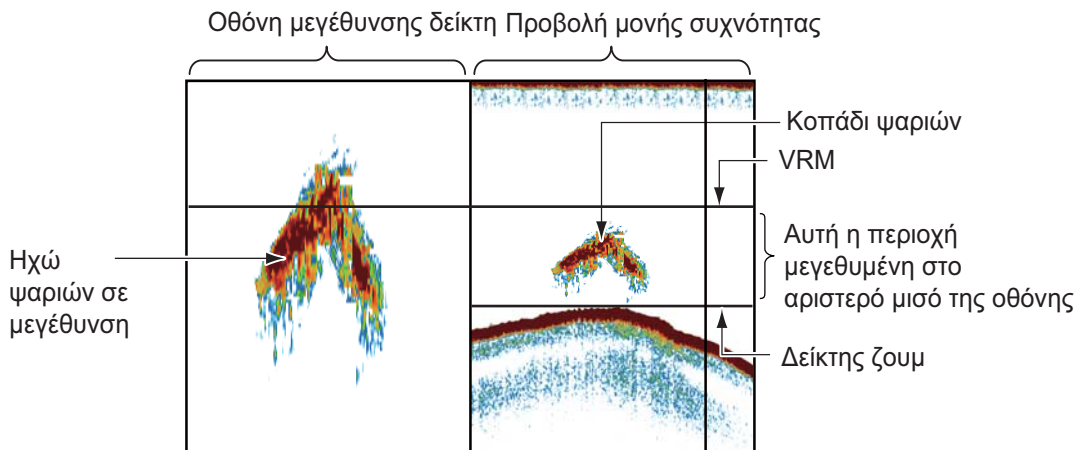 Οθόνη μεγέθυνσης δείκτη Προβολή μονής συχνότητας
Κοπάδι ψαριών
VRM
Αυτή η περιοχή
μεγεθυμένη στο
αριστερό μισό της οθόνης
Δείκτης ζουμ
Ηχώ
ψαριών σε
μεγέθυνση